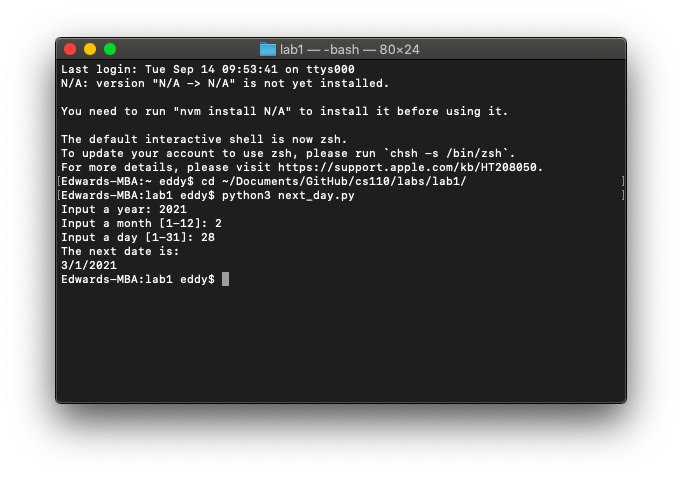 lab1 — -bash — 80×24
Last login: Tue Sep 14 09:53:41 on ttys000
N/A: version "N/A -> N/A" is not yet installed.
You need to run "nvm install N/A" to install it before using it.
The default interactive shell is now zsh.
To update your account to use zsh, please run `chsh -s /bin/zsh`.
For more details, please visit https://support.apple.com/kb/HT208050.
[Edwards-MBA:~ eddy$ cd ~/Documents/GitHub/cs110/labs/lab1/ ]
[Edwards-MBA:lab1 eddy$ python3 next_day.py ]
Input a year: 2021
Input a month [1-12]: 2
Input a day [1-31]: 28
The next date is:
3/1/2021
Edwards-MBA:lab1 eddy$